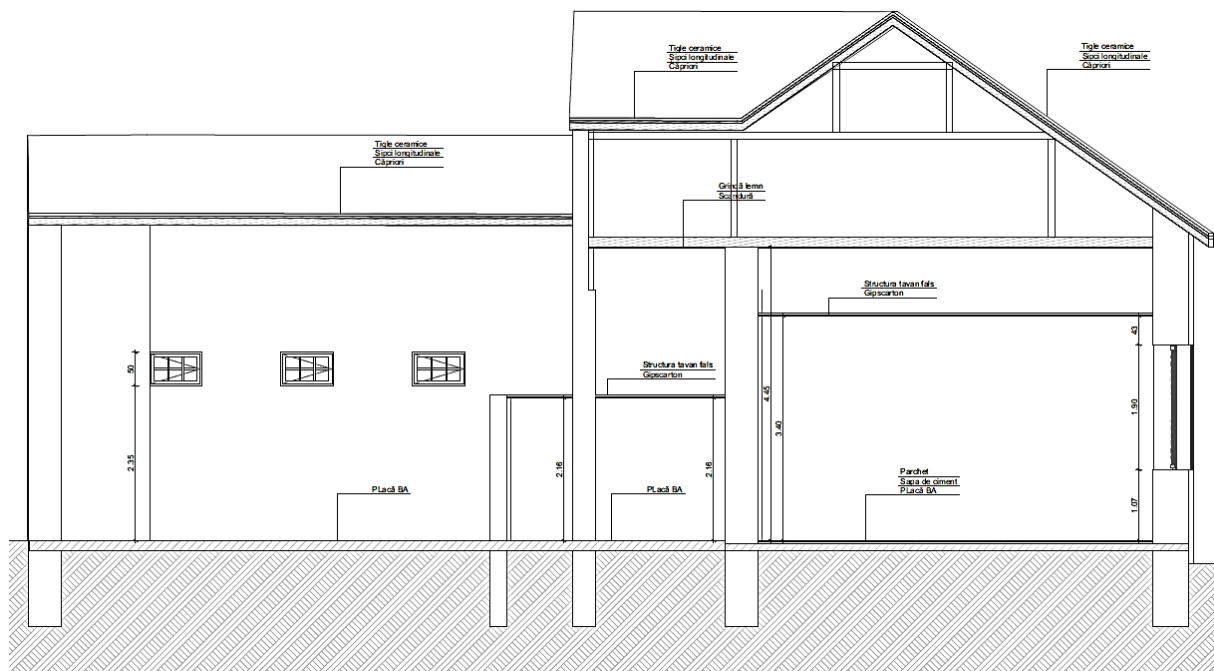 Tigle ceramice
Sipci longitudinale
Căpriori
Tigle ceramice
Sipci longitudinale
Căpriori
Tigle ceramice
Sipci longitudinale
Căpriori
Grindă lemn
Scandură
Structura tavan fals
Gipscarton
Structura tavan fals
Gipscarton
50
2.35
2.16
2.16
4.45
3.40
43
1.90
1.07
PLacă BA
PLacă BA
Parchet
Sapa de ciment
PLacă BA